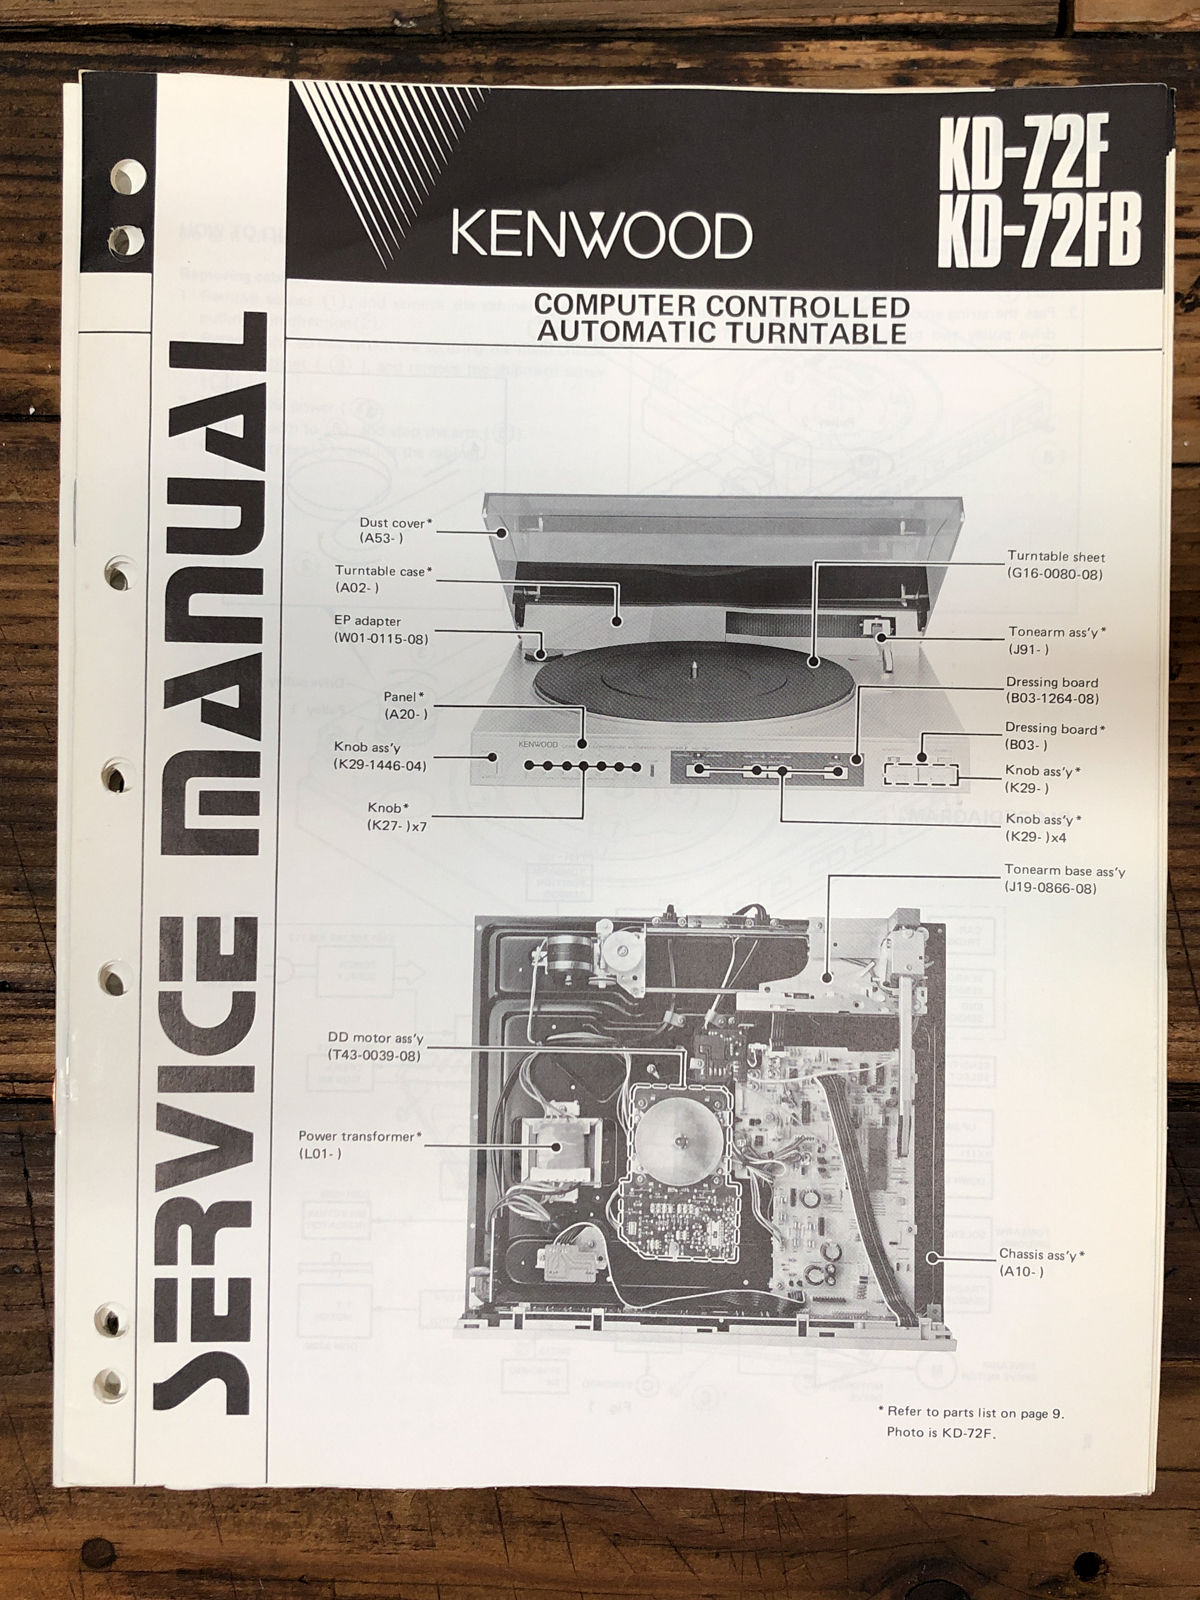 KENWOOD
KD-72F
KD-72FB
COMPUTER CONTROLLED
AUTOMATIC TURNTABLE
SERVICE MANUAL
Dust cover*
(A53- )
Turntable case*
(A02- )
EP adapter
(W01-0115-08)
Panel*
(A20- )
Knob ass'y
(K29-1446-04)
Knob*
(K27- )x7
Turntable sheet
(G16-0080-08)
Tonearm ass'y*
(J91- )
Dressing board
(B03-1264-08)
Dressing board*
(B03- )
Knob ass'y*
(K29- )
Knob ass'y*
(K29- )x4
KENWOOD
Tonearm base ass'y
(J19-0866-08)
DD motor ass'y
(T43-0039-08)
Power transformer*
(L01- )
Chassis ass'y*
(A10- )
* Refer to parts list on page 9.
Photo is KD-72F.